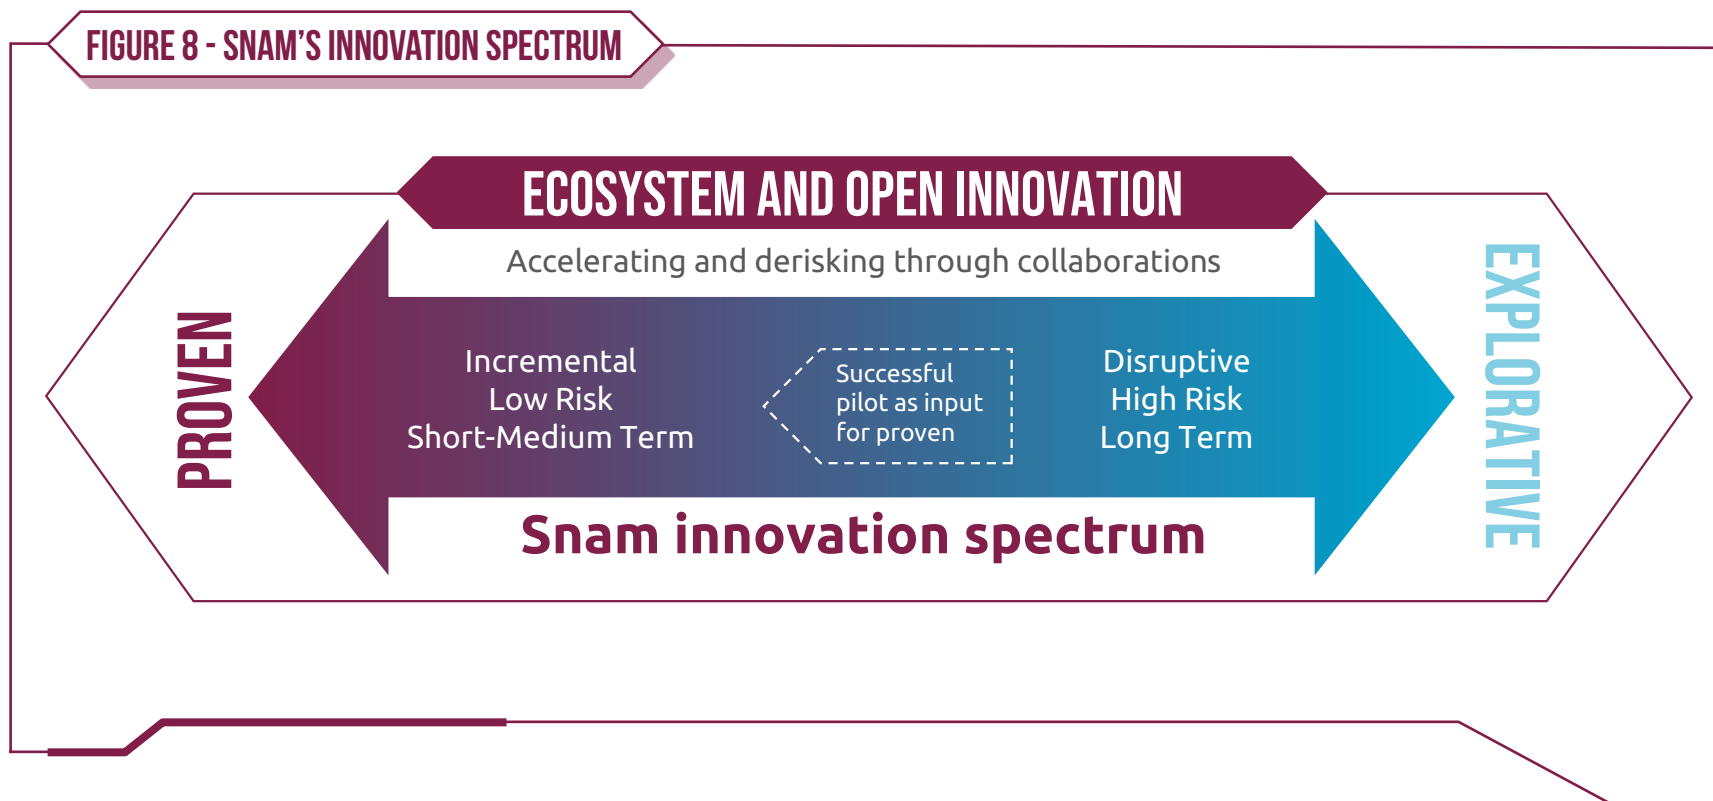 FIGURE 8 - SNAM'S INNOVATION SPECTRUM
ECOSYSTEM AND OPEN INNOVATION
Accelerating and derisking through collaborations
PROVEN
Incremental
Low Risk
Short-Medium Term
Successful
pilot as input
for proven
Disruptive
High Risk
Long Term
EXPLORATIVE
Snam innovation spectrum